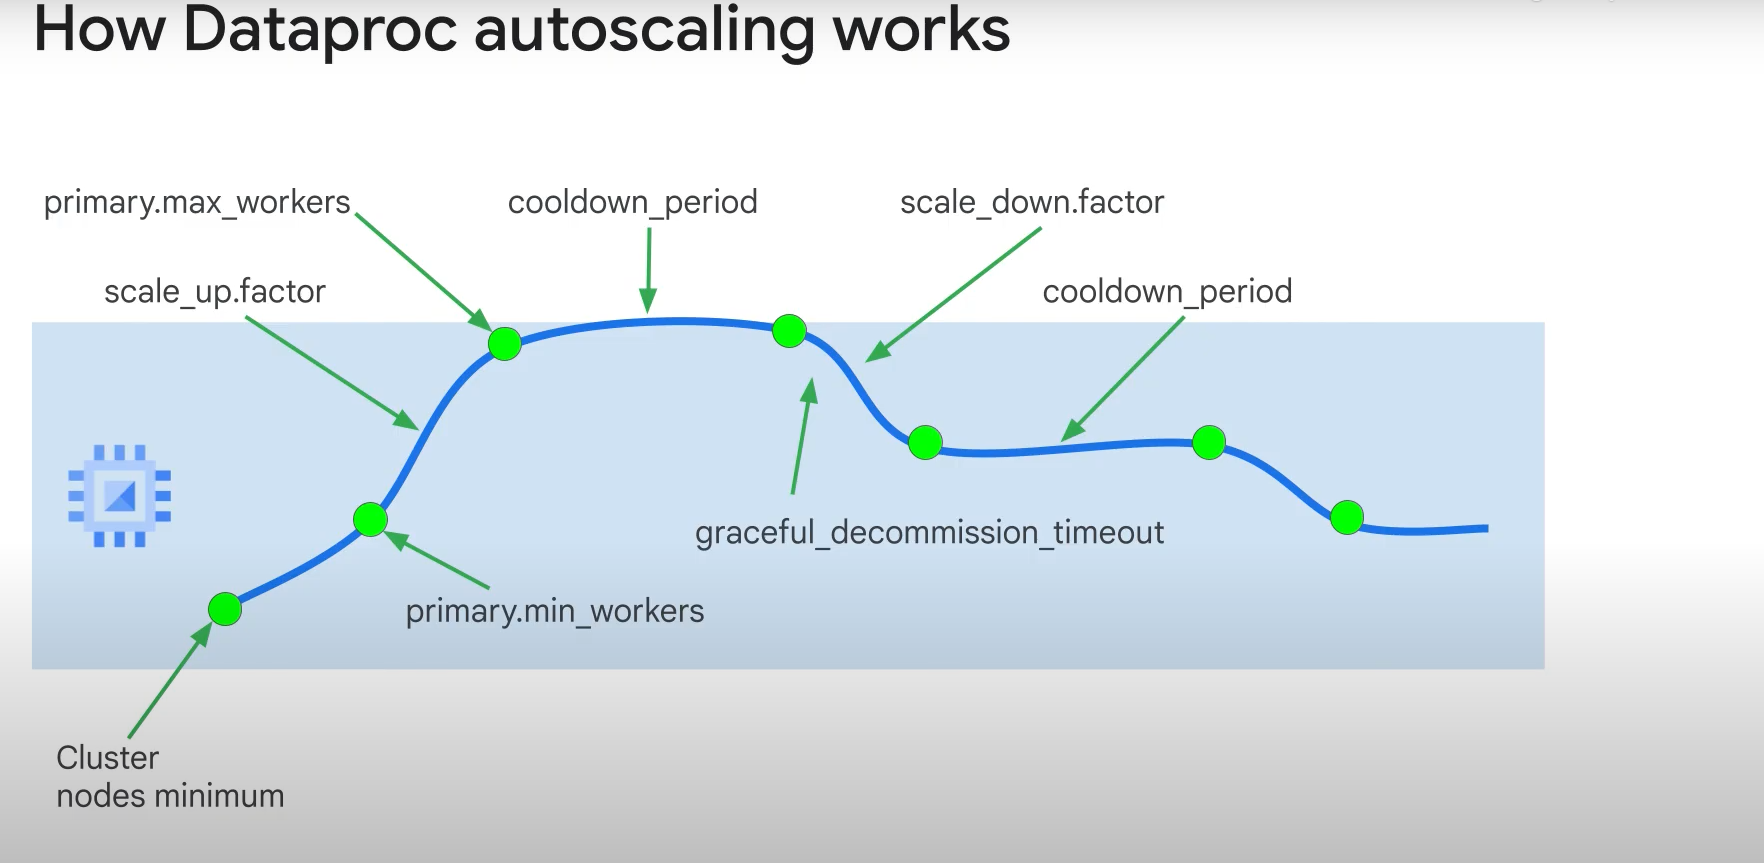 How Dataproc autoscaling works
primary.max_workers
cooldown_period
scale_down.factor
scale_up.factor
cooldown_period
graceful_decommission_timeout
primary.min_workers
Cluster
nodes minimum